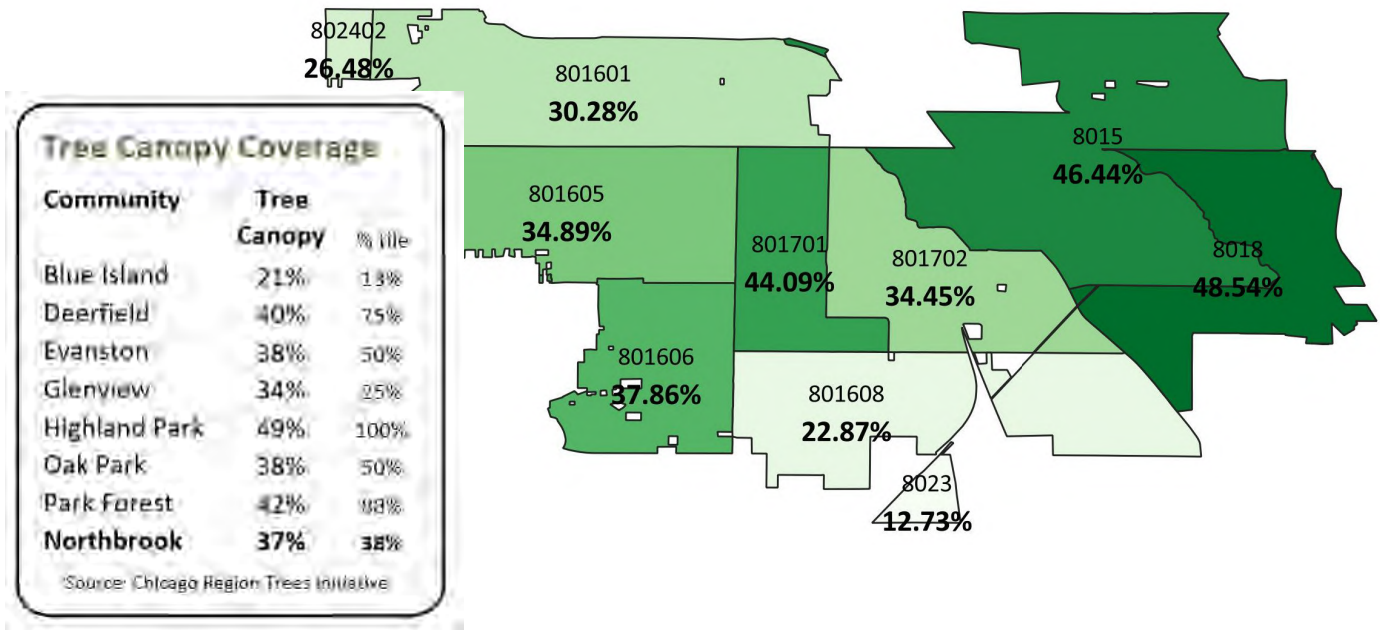 802402
26.48%
801601
30.28%
8015
46.44%
801605
34.89%
801701
44.09%
801702
34.45%
8018
48.54%
801606
37.86%
801608
22.87%
8023
12.73%
Tree Canopy Coverage
Community Tree
Canopy %ile
Blue Island 21% 13%
Deerfield 40% 75%
Evanston 38% 50%
Glenview 34% 25%
Highland Park 49% 100%
Oak Park 38% 50%
Park Forest 42% 88%
Northbrook 37% 38%
Source: Chicago Region Trees Initiative